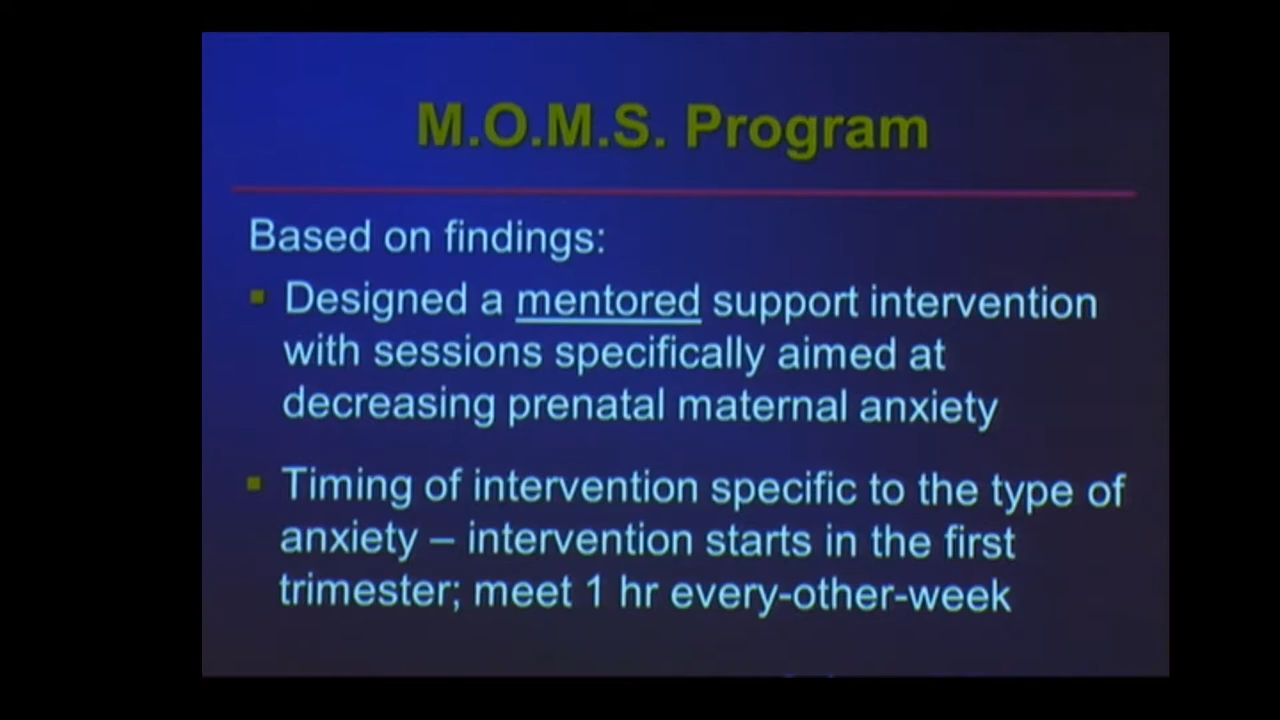 M.O.M.S. Program
Based on findings:
▪ Designed a mentored support intervention
with sessions specifically aimed at
decreasing prenatal maternal anxiety
▪ Timing of intervention specific to the type of
anxiety – intervention starts in the first
trimester; meet 1 hr every-other-week